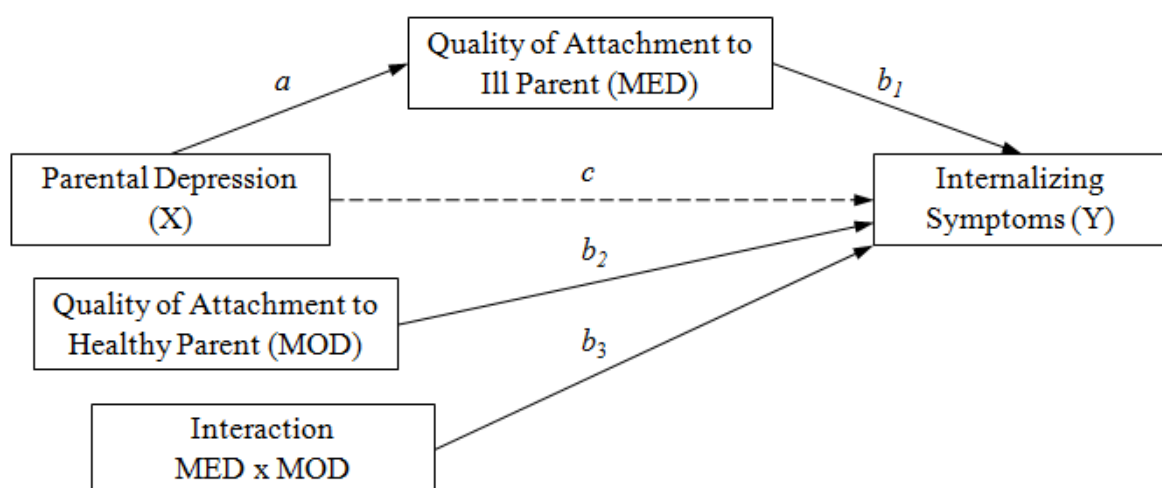 Quality of Attachment to
Ill Parent (MED)
a
b1
Parental Depression
(X)
c
Internalizing
Symptoms (Y)
b2
Quality of Attachment to
Healthy Parent (MOD)
b3
Interaction
MED x MOD